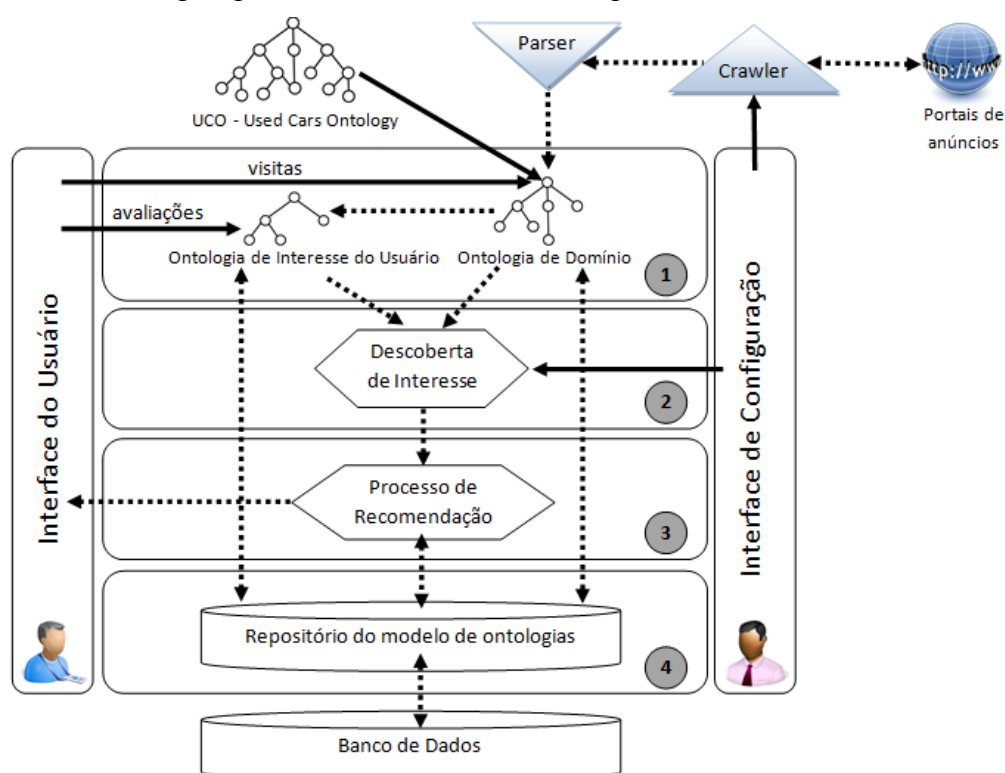 Parser
Crawler
http://ww
UCO - Used Cars Ontology
Portais de
anúncios
visitas
avaliações
Ontologia de Interesse do Usuário
Ontologia de Domínio
1
Descoberta
de Interesse
2
Processo de
Recomendação
3
Repositório do modelo de ontologias
4
Banco de Dados
Interface do Usuário
Interface de Configuração